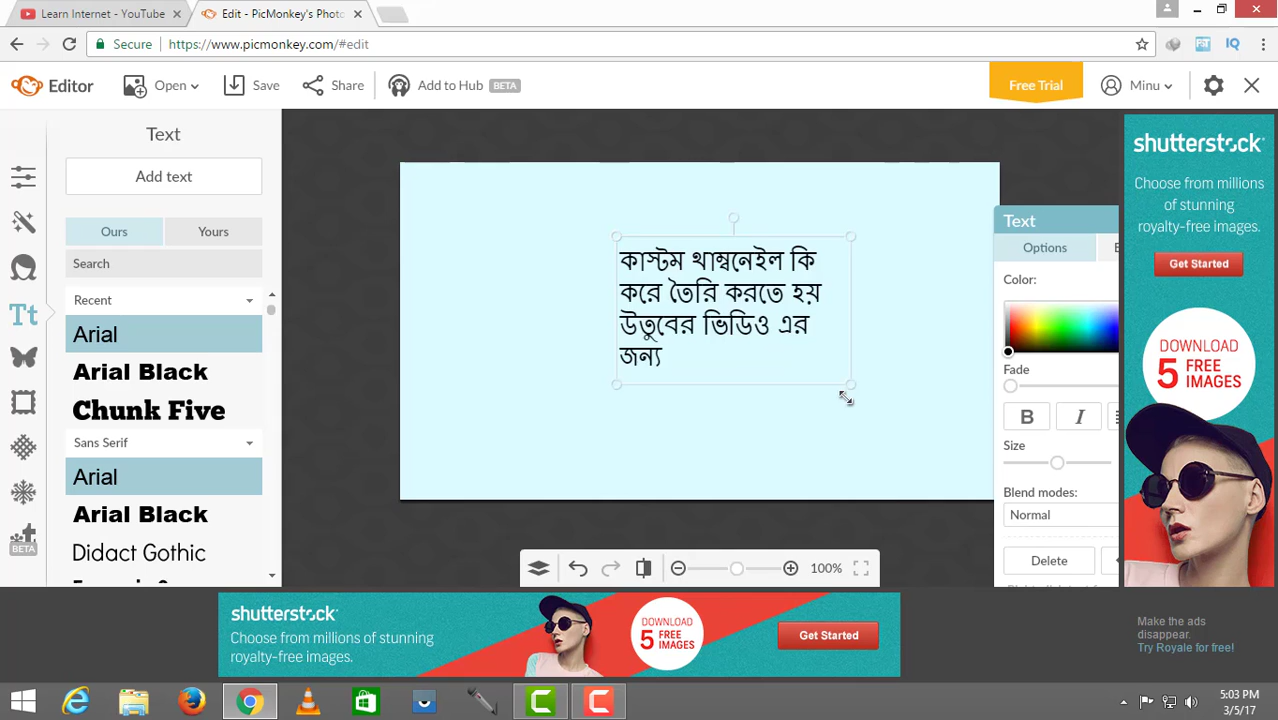 Learn Internet - YouTube
Edit - PicMonkey's Photo
Secure
https://www.picmonkey.com/#edit
Editor
Open
Save
Share
Add to Hub
BETA
Free Trial
Minu
Text
Add text
Ours
Yours
Search
Recent
Arial
Arial Black
Chunk Five
Sans Serif
Arial
Arial Black
Didact Gothic
BETA
কাস্টম থাম্বনেইল কি
করে তৈরি করতে হয়
উতুবের ভিডিও এর
জন্য
100%
Text
Options
Color:
Fade
B
I
Size
Blend modes:
Normal
Delete
shutterstock
Choose from millions
of stunning
royalty-free images.
Get Started
DOWNLOAD
5 FREE
IMAGES
shutterstock
Choose from millions of stunning
royalty-free images.
DOWNLOAD
5 FREE
IMAGES
Get Started
Make the ads
disappear.
Try Royale for free!
5:03 PM
3/5/17